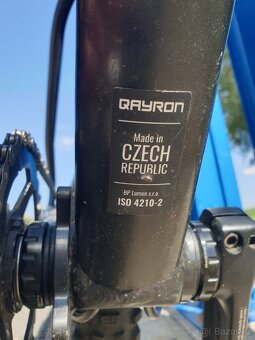 QAYRON
Made in
CZECH
REPUBLIC
BP Lumen s.r.o.
ISO 4210-2